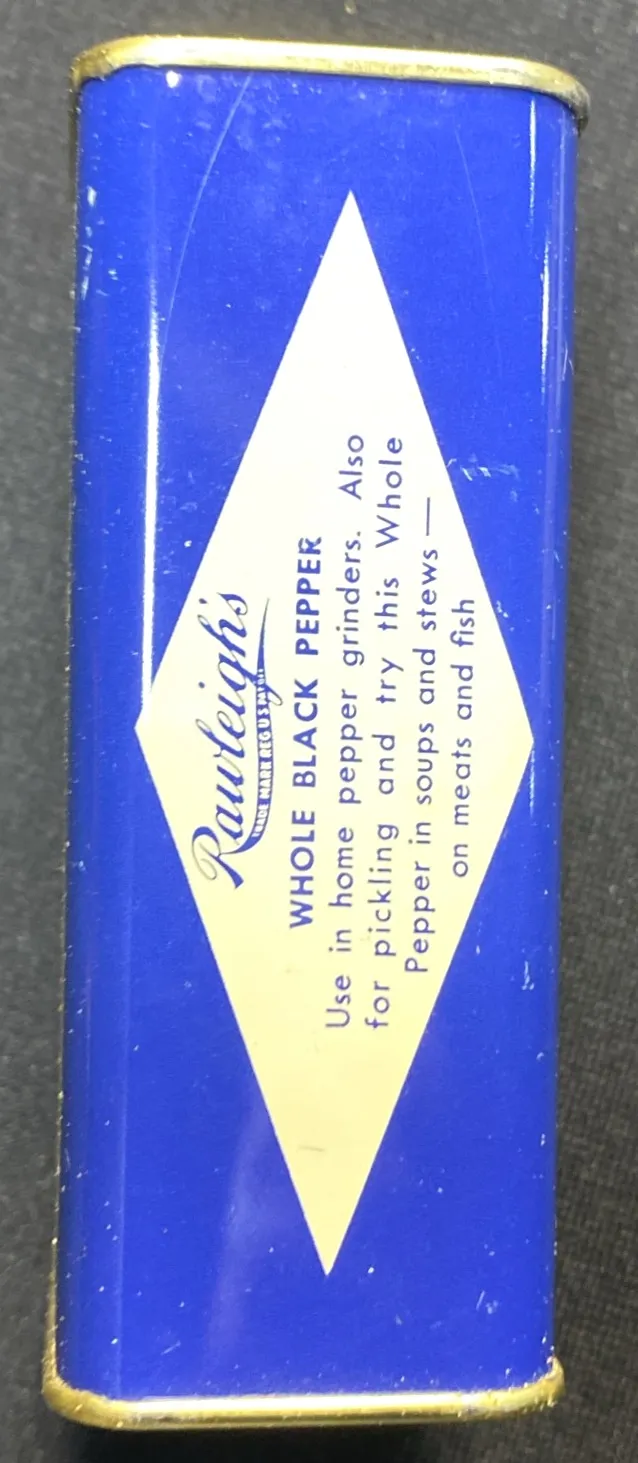 Rawleigh's
TRADE MARK REG U S PAT OFF
WHOLE BLACK PEPPER
Use in home pepper grinders. Also
for pickling and try this Whole
Pepper in soups and stews —
on meats and fish